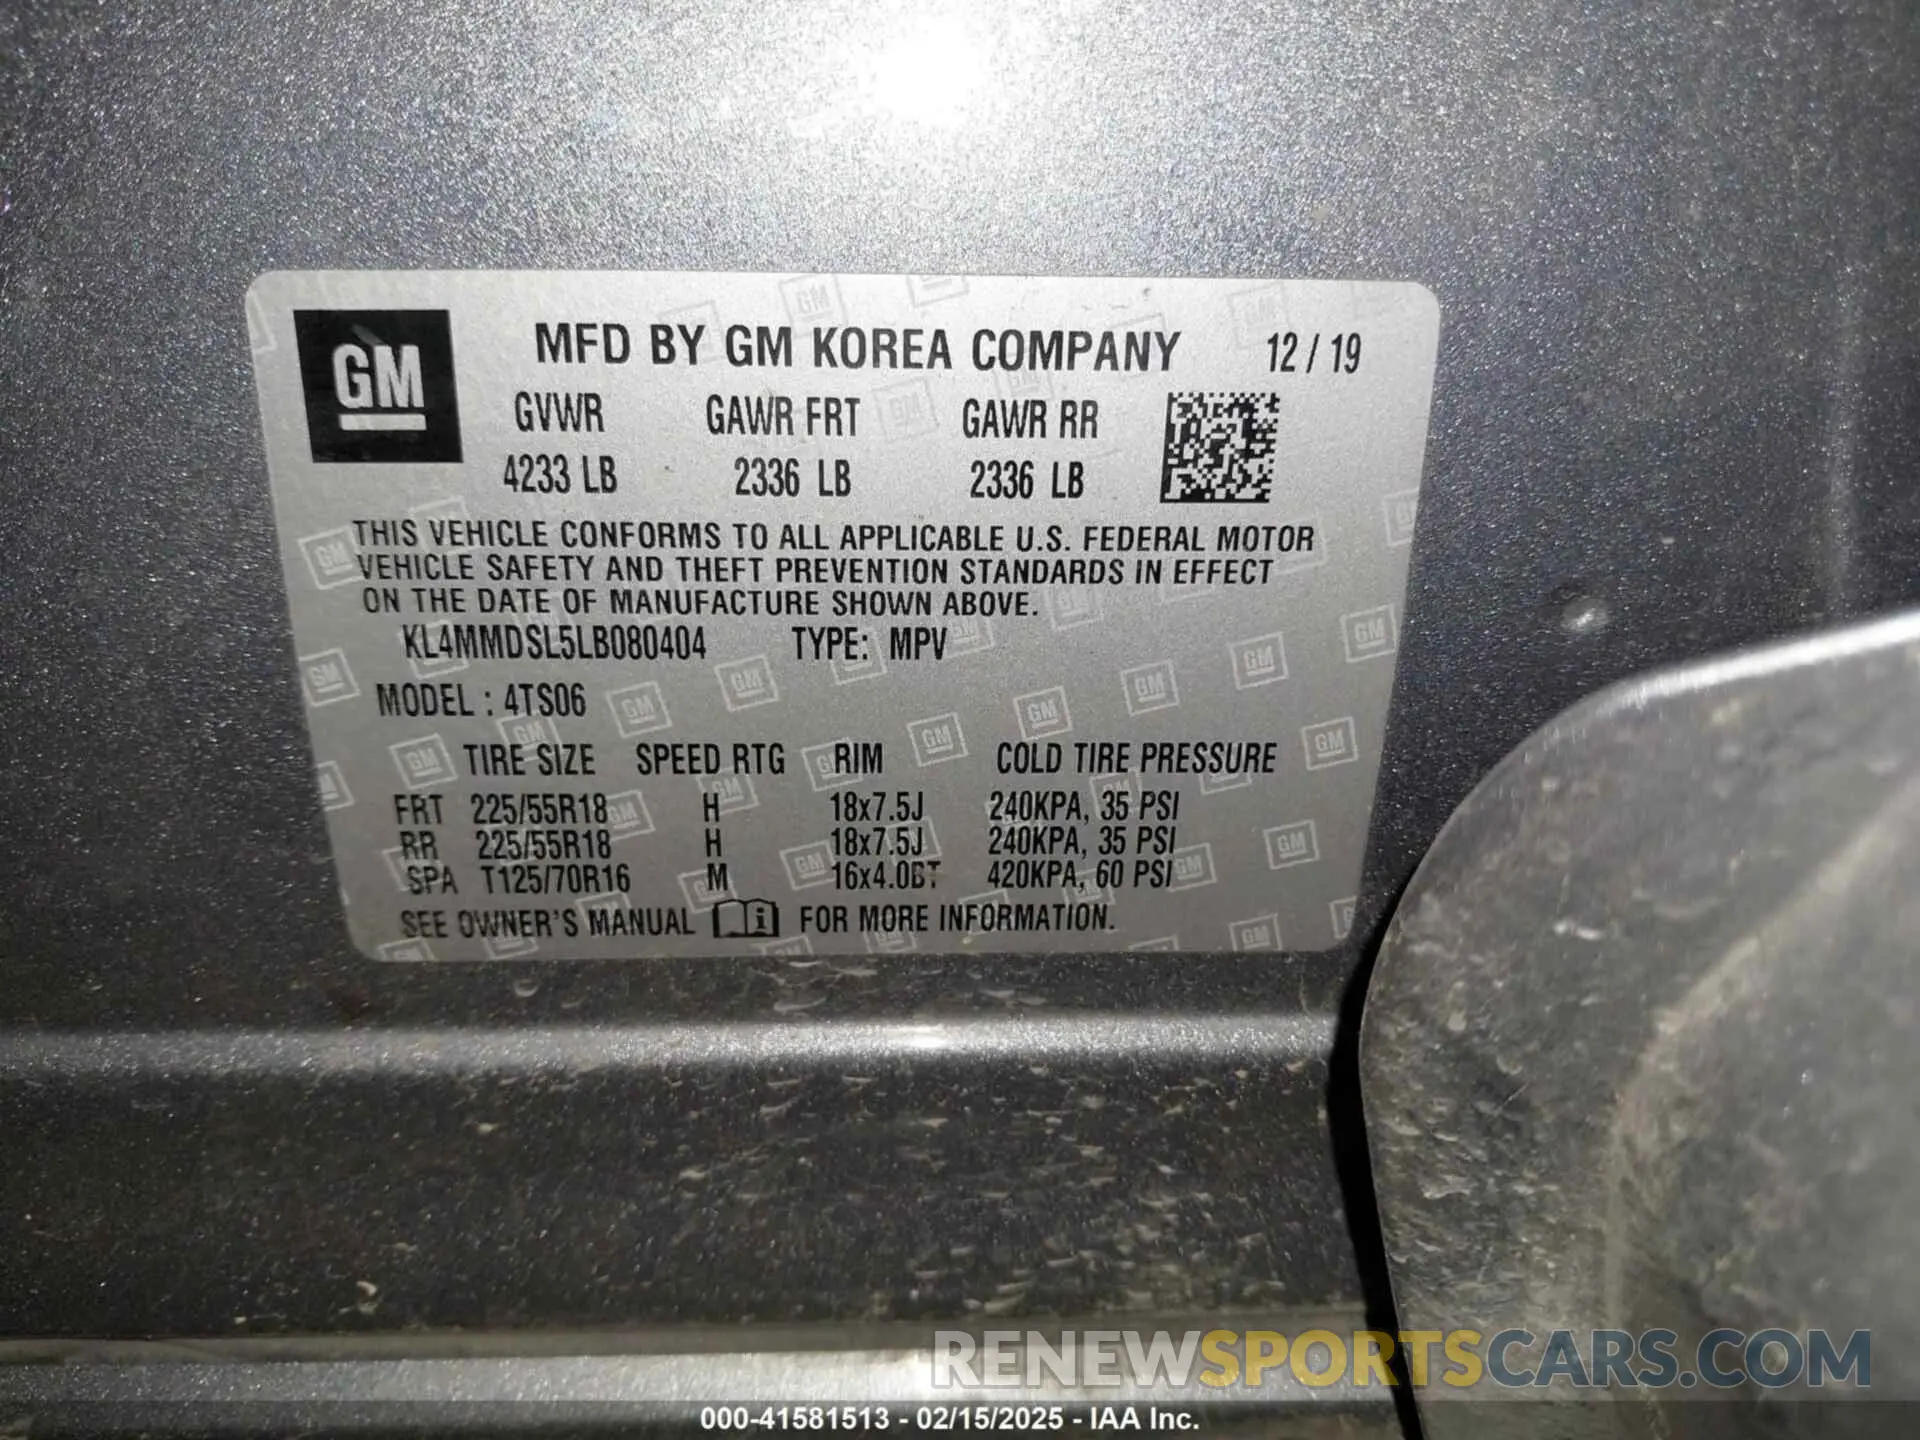 GM
MFD BY GM KOREA COMPANY 12 / 19
GVWR GAWR FRT GAWR RR
4233 LB 2336 LB 2336 LB
THIS VEHICLE CONFORMS TO ALL APPLICABLE U.S. FEDERAL MOTOR
VEHICLE SAFETY AND THEFT PREVENTION STANDARDS IN EFFECT
ON THE DATE OF MANUFACTURE SHOWN ABOVE.
KL4MMDSL5LB080404 TYPE: MPV
MODEL : 4TS06
TIRE SIZE SPEED RTG RIM COLD TIRE PRESSURE
FRT 225/55R18 H 18x7.5J 240KPA, 35 PSI
RR 225/55R18 H 18x7.5J 240KPA, 35 PSI
SPA T125/70R16 M 16x4.0BT 420KPA, 60 PSI
SEE OWNER'S MANUAL FOR MORE INFORMATION.
RENEWSPORTSCARS.COM
000-41581513 - 02/15/2025 - IAA Inc.